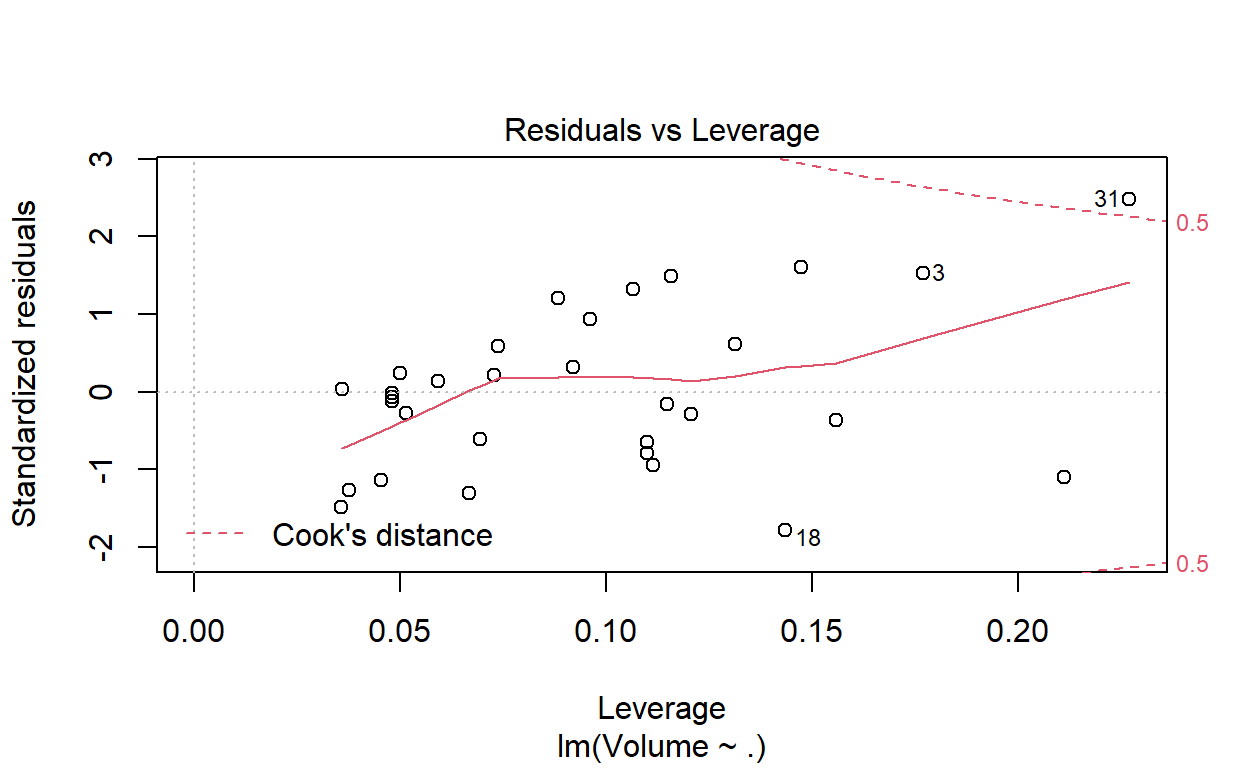 Residuals vs Leverage
Standardized residuals
3
2
1
0
-1
-2
31
0.5
3
18
0.5
Cook's distance
0.00 0.05 0.10 0.15 0.20
Leverage
lm(Volume ~ .)